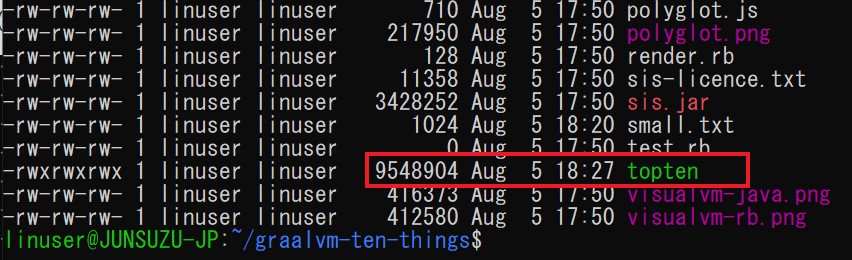 -rw-rw-rw- 1 linuser linuser 710 Aug 5 17:50 polyglot.js
-rw-rw-rw- 1 linuser linuser 217950 Aug 5 17:50 polyglot.png
-rw-rw-rw- 1 linuser linuser 128 Aug 5 17:50 render.rb
-rw-rw-rw- 1 linuser linuser 11358 Aug 5 17:50 sis-licence.txt
-rw-rw-rw- 1 linuser linuser 3428252 Aug 5 17:50 sis.jar
-rw-rw-rw- 1 linuser linuser 1024 Aug 5 18:20 small.txt
-rw-rw-rw- 1 linuser linuser 0 Aug 5 17:50 test.rb
-rwxrwxrwx 1 linuser linuser 9548904 Aug 5 18:27 topten
-rw-rw-rw- 1 linuser linuser 416373 Aug 5 17:50 visualvm-java.png
-rw-rw-rw- 1 linuser linuser 412580 Aug 5 17:50 visualvm-rb.png
linuser@JUNSUZU-JP:~/graalvm-ten-things$